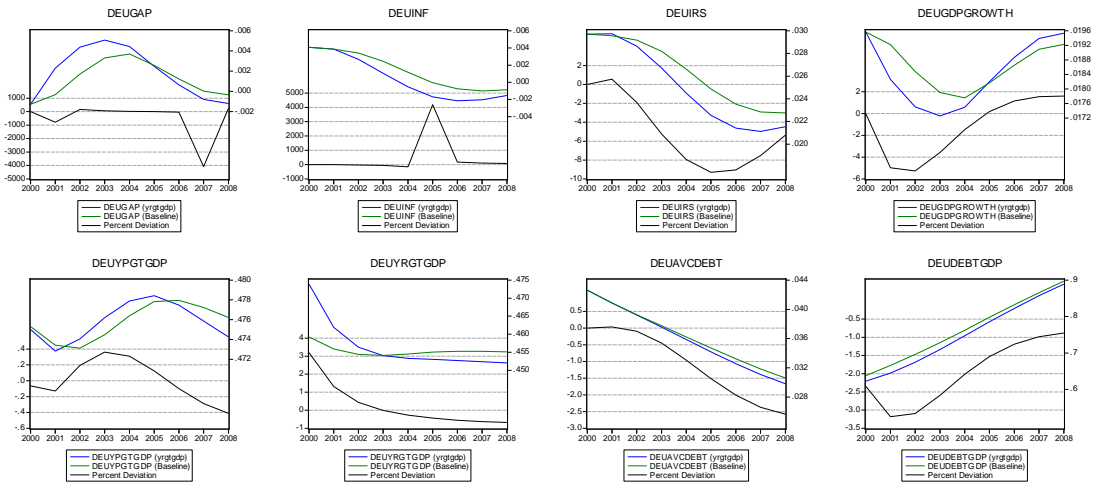 DEUGAP
.006
.004
.002
.000
-.002
1000
0
-1000
-2000
-3000
-4000
-5000
2000 2001 2002 2003 2004 2005 2006 2007 2008
DEUGAP (yrgtgdp)
DEUGAP (Baseline)
Percent Deviation
DEUINF
.006
.004
.002
.000
-.002
-.004
5000
4000
3000
2000
1000
0
-1000
2000 2001 2002 2003 2004 2005 2006 2007 2008
DEUINF (yrgtgdp)
DEUINF (Baseline)
Percent Deviation
DEUIRS
.030
.028
.026
.024
.022
.020
2
0
-2
-4
-6
-8
-10
2000 2001 2002 2003 2004 2005 2006 2007 2008
DEUIRS (yrgtgdp)
DEUIRS (Baseline)
Percent Deviation
DEUGDPGROWTH
.0196
.0192
.0188
.0184
.0180
.0176
.0172
2
0
-2
-4
-6
2000 2001 2002 2003 2004 2005 2006 2007 2008
DEUGDPGROWTH (yrgtgdp)
DEUGDPGROWTH (Baseline)
Percent Deviation
DEUYPGTGDP
.480
.478
.476
.474
.472
.4
.2
.0
-.2
-.4
-.6
2000 2001 2002 2003 2004 2005 2006 2007 2008
DEUYPGTGDP (yrgtgdp)
DEUYPGTGDP (Baseline)
Percent Deviation
DEUYRGTGDP
.475
.470
.465
.460
.455
.450
4
3
2
1
0
-1
2000 2001 2002 2003 2004 2005 2006 2007 2008
DEUYRGTGDP (yrgtgdp)
DEUYRGTGDP (Baseline)
Percent Deviation
DEUAVCDEBT
.044
.040
.036
.032
.028
0.5
0.0
-0.5
-1.0
-1.5
-2.0
-2.5
-3.0
2000 2001 2002 2003 2004 2005 2006 2007 2008
DEUAVCDEBT (yrgtgdp)
DEUAVCDEBT (Baseline)
Percent Deviation
DEUDEBTGDP
.9
.8
.7
.6
-0.5
-1.0
-1.5
-2.0
-2.5
-3.0
-3.5
2000 2001 2002 2003 2004 2005 2006 2007 2008
DEUDEBTGDP (yrgtgdp)
DEUDEBTGDP (Baseline)
Percent Deviation